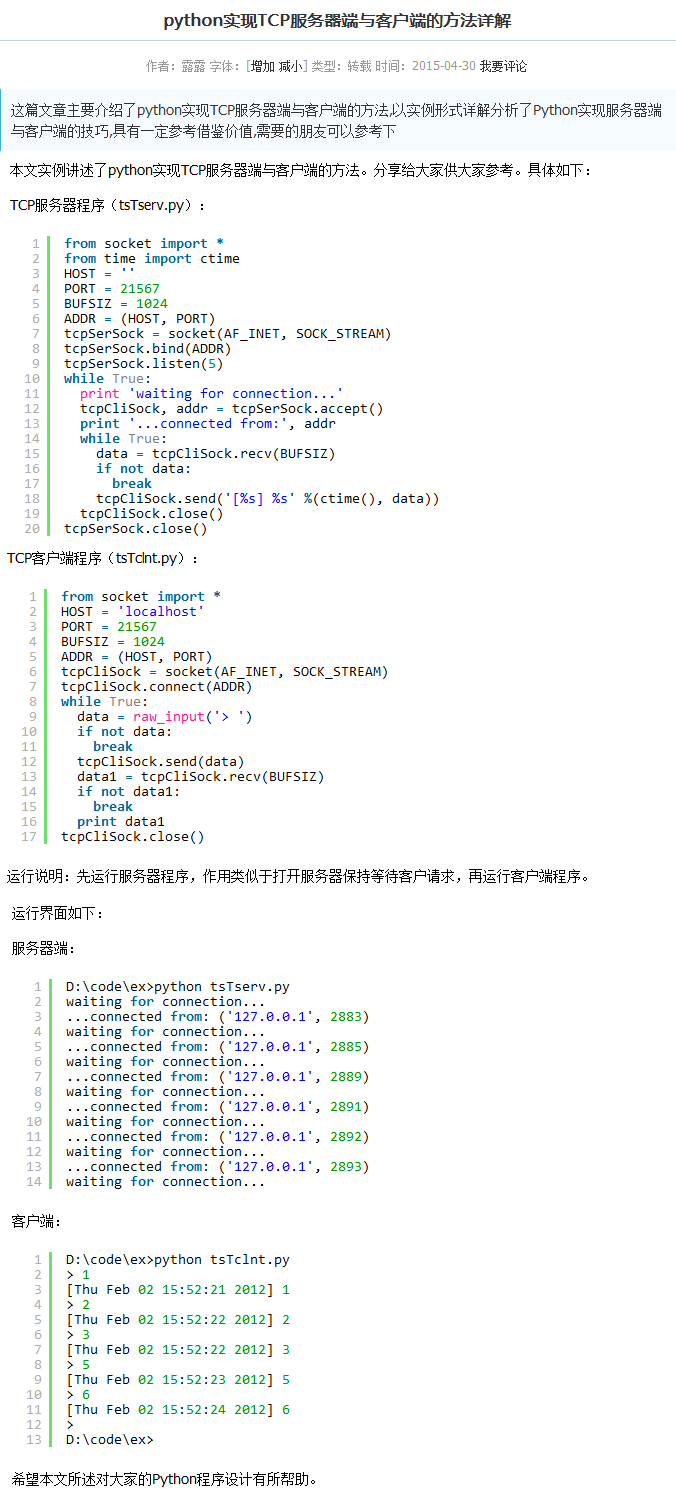 python实现TCP服务器端与客户端的方法详解
作者：露露 字体：[增加 减小] 类型：转载 时间：2015-04-30 我要评论
这篇文章主要介绍了python实现TCP服务器端与客户端的方法,以实例形式详解分析了Python实现服务器端
与客户端的技巧,具有一定参考借鉴价值,需要的朋友可以参考下
本文实例讲述了python实现TCP服务器端与客户端的方法。分享给大家供大家参考。具体如下：
TCP服务器程序（tsTserv.py）：
1 from socket import *
2 from time import ctime
3 HOST = ''
4 PORT = 21567
5 BUFSIZ = 1024
6 ADDR = (HOST, PORT)
7 tcpSerSock = socket(AF_INET, SOCK_STREAM)
8 tcpSerSock.bind(ADDR)
9 tcpSerSock.listen(5)
10 while True:
11 print 'waiting for connection...'
12 tcpCliSock, addr = tcpSerSock.accept()
13 print '...connected from:', addr
14 while True:
15 data = tcpCliSock.recv(BUFSIZ)
16 if not data:
17 break
18 tcpCliSock.send('[%s] %s' %(ctime(), data))
19 tcpCliSock.close()
20 tcpSerSock.close()
TCP客户端程序（tsTclnt.py）：
1 from socket import *
2 HOST = 'localhost'
3 PORT = 21567
4 BUFSIZ = 1024
5 ADDR = (HOST, PORT)
6 tcpCliSock = socket(AF_INET, SOCK_STREAM)
7 tcpCliSock.connect(ADDR)
8 while True:
9 data = raw_input('> ')
10 if not data:
11 break
12 tcpCliSock.send(data)
13 data1 = tcpCliSock.recv(BUFSIZ)
14 if not data1:
15 break
16 print data1
17 tcpCliSock.close()
运行说明：先运行服务器程序，作用类似于打开服务器保持等待客户请求，再运行客户端程序。
运行界面如下：
服务器端：
1 D:\code\ex>python tsTserv.py
2 waiting for connection...
3 ...connected from: ('127.0.0.1', 2883)
4 waiting for connection...
5 ...connected from: ('127.0.0.1', 2885)
6 waiting for connection...
7 ...connected from: ('127.0.0.1', 2889)
8 waiting for connection...
9 ...connected from: ('127.0.0.1', 2891)
10 waiting for connection...
11 ...connected from: ('127.0.0.1', 2892)
12 waiting for connection...
13 ...connected from: ('127.0.0.1', 2893)
14 waiting for connection...
客户端：
1 D:\code\ex>python tsTclnt.py
2 > 1
3 [Thu Feb 02 15:52:21 2012] 1
4 > 2
5 [Thu Feb 02 15:52:22 2012] 2
6 > 3
7 [Thu Feb 02 15:52:22 2012] 3
8 > 5
9 [Thu Feb 02 15:52:23 2012] 5
10 > 6
11 [Thu Feb 02 15:52:24 2012] 6
12 >
13 D:\code\ex>
希望本文所述对大家的Python程序设计有所帮助。